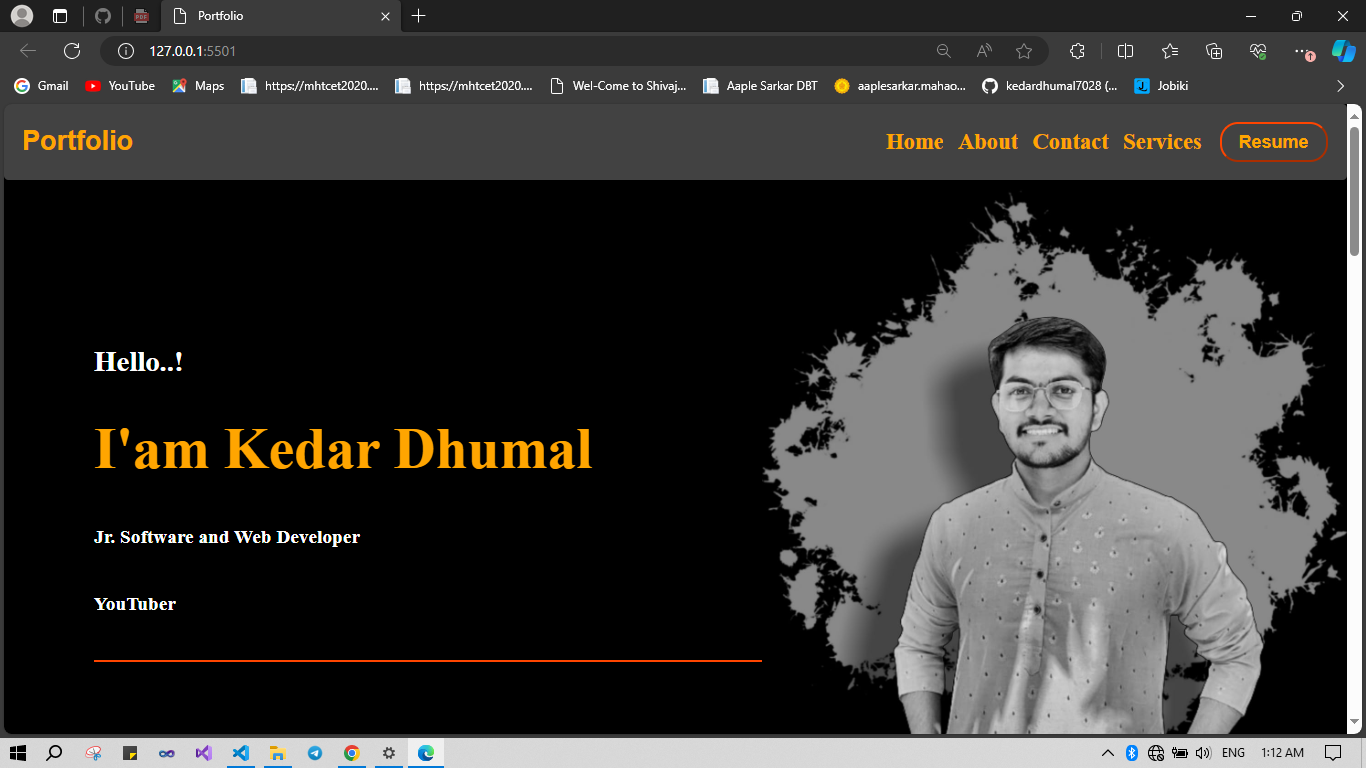 Portfolio
127.0.0.1:5501
Gmail YouTube Maps https://mhtcet2020.... https://mhtcet2020.... Wel-Come to Shivaj... Aaple Sarkar DBT aaplesarkar.mahao... kedardhumal7028 (... Jobiki
Portfolio Home About Contact Services Resume
Hello..!
I'am Kedar Dhumal
Jr. Software and Web Developer
YouTuber
ENG 1:12 AM